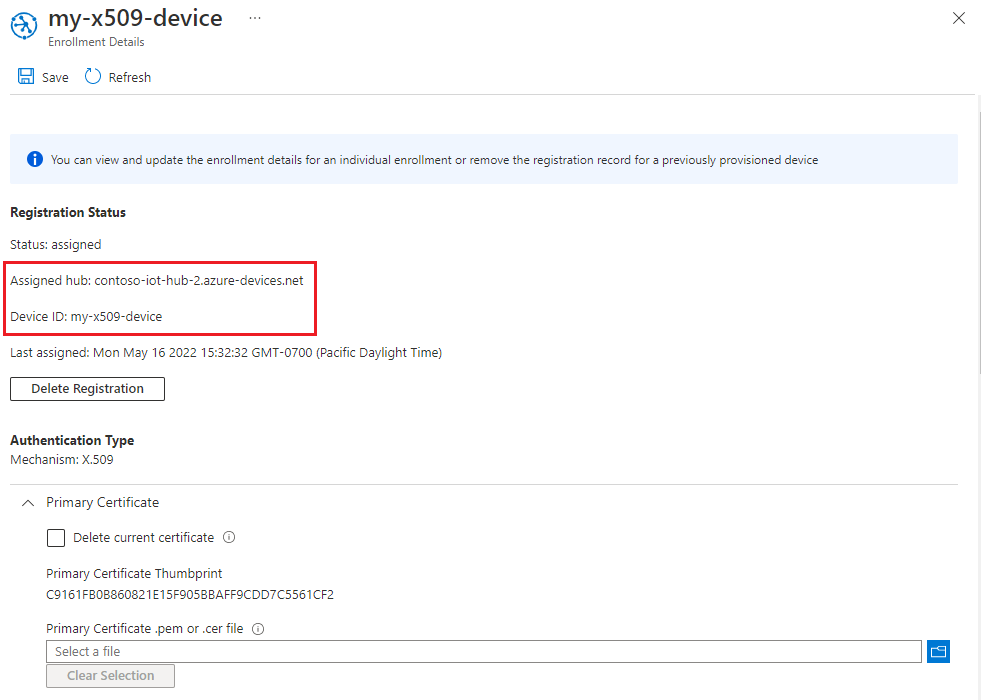 my-x509-device ...
Enrollment Details
Save Refresh
You can view and update the enrollment details for an individual enrollment or remove the registration record for a previously provisioned device
Registration Status
Status: assigned
Assigned hub: contoso-iot-hub-2.azure-devices.net
Device ID: my-x509-device
Last assigned: Mon May 16 2022 15:32:32 GMT-0700 (Pacific Daylight Time)
Delete Registration
Authentication Type
Mechanism: X.509
Primary Certificate
Delete current certificate
Primary Certificate Thumbprint
C9161FB0B860821E15F905BBAFF9CDD7C5561CF2
Primary Certificate .pem or .cer file
Select a file
Clear Selection